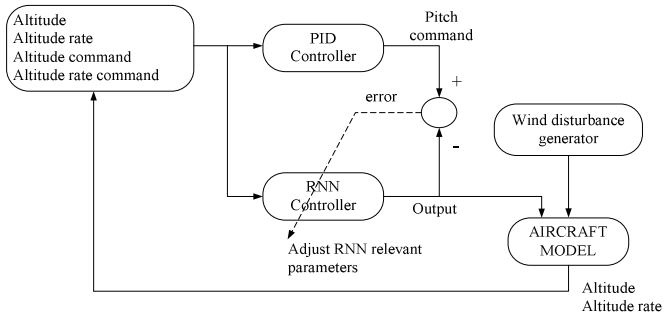 Altitude
Altitude rate
Altitude command
Altitude rate command
PID
Controller
Pitch
command
+
error
-
Wind disturbance
generator
RNN
Controller
Output
Adjust RNN relevant
parameters
AIRCRAFT
MODEL
Altitude
Altitude rate